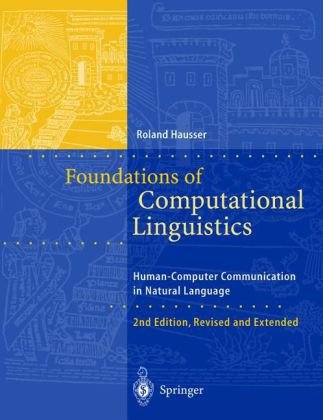 Roland Hausser
Foundations of
Computational
Linguistics
Human-Computer Communication
in Natural Language
2nd Edition, Revised and Extended
Springer